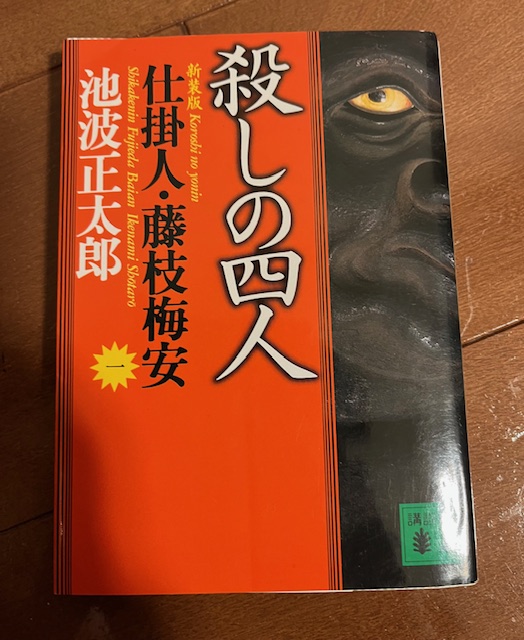 殺しの四人
新装版 Koroshi no yonin
仕掛人・藤枝梅安
Shikakenin Fujieda Baian Ikenami Shōtarō
一
池波正太郎